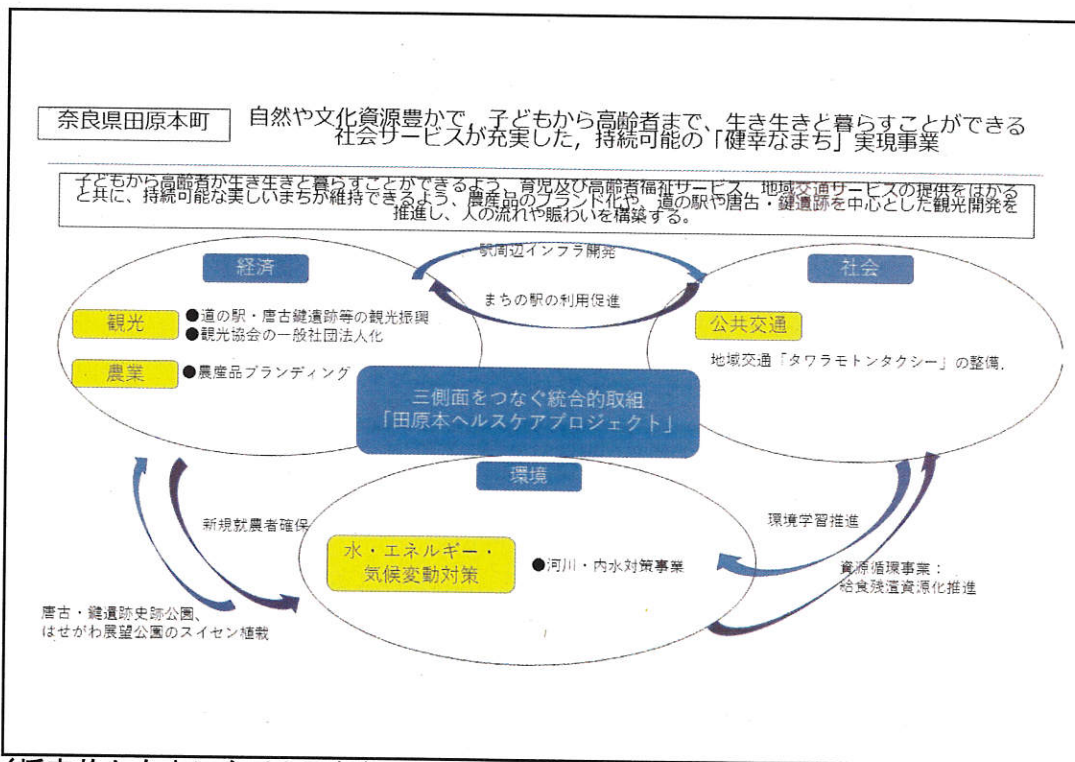 奈良県田原本町
自然や文化資源豊かで、子どもから高齢者まで、生き生きと暮らすことができる
社会サービスが充実した，持続可能の「健幸なまち」実現事業
子どもから高齢者が生き生きと暮らすことができるよう、育児及び高齢者福祉サービス，地域交通サービスの提供をはかる
と共に、持続可能な美しいまちが維持できるよう、農産品のブランド化や、道の駅や唐古・鍵遺跡を中心とした観光開発を
推進し、人の流れや賑わいを構築する。
経済
駅周辺インフラ開発
社会
まちの駅の利用促進
観光
●道の駅・唐古鍵遺跡等の観光振興
●観光協会の一般社団法人化
公共交通
農業
●農産品ブランディング
地域交通「タワラモトンタクシー」の整備.
三側面をつなぐ統合的取組
「田原本ヘルスケアプロジェクト」
環境
新規就農者確保
環境学習推進
水・エネルギー・
気候変動対策
●河川・内水対策事業
資源循環事業：
給食残渣資源化推進
唐古・鍵遺跡史跡公園、
はせがわ展望公園のスイセン植栽